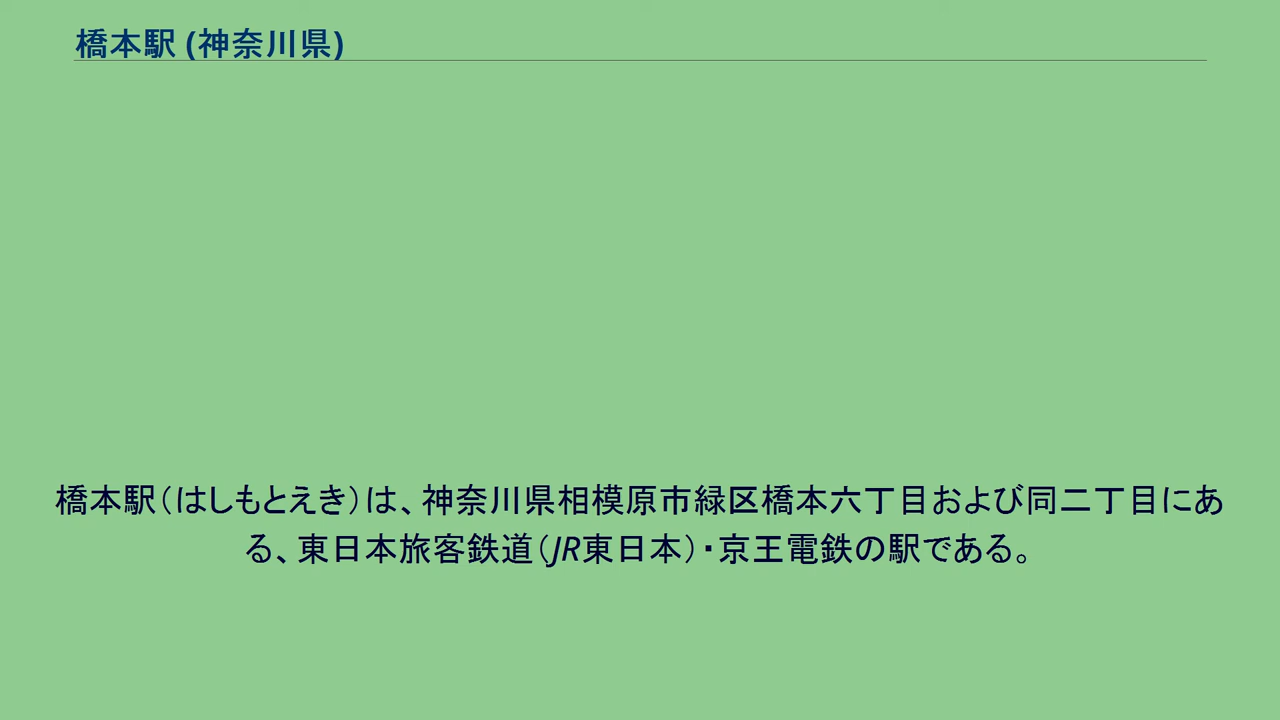 橋本駅 (神奈川県)
橋本駅（はしもとえき）は、神奈川県相模原市緑区橋本六丁目および同二丁目にあ
る、東日本旅客鉄道（JR東日本）・京王電鉄の駅である。